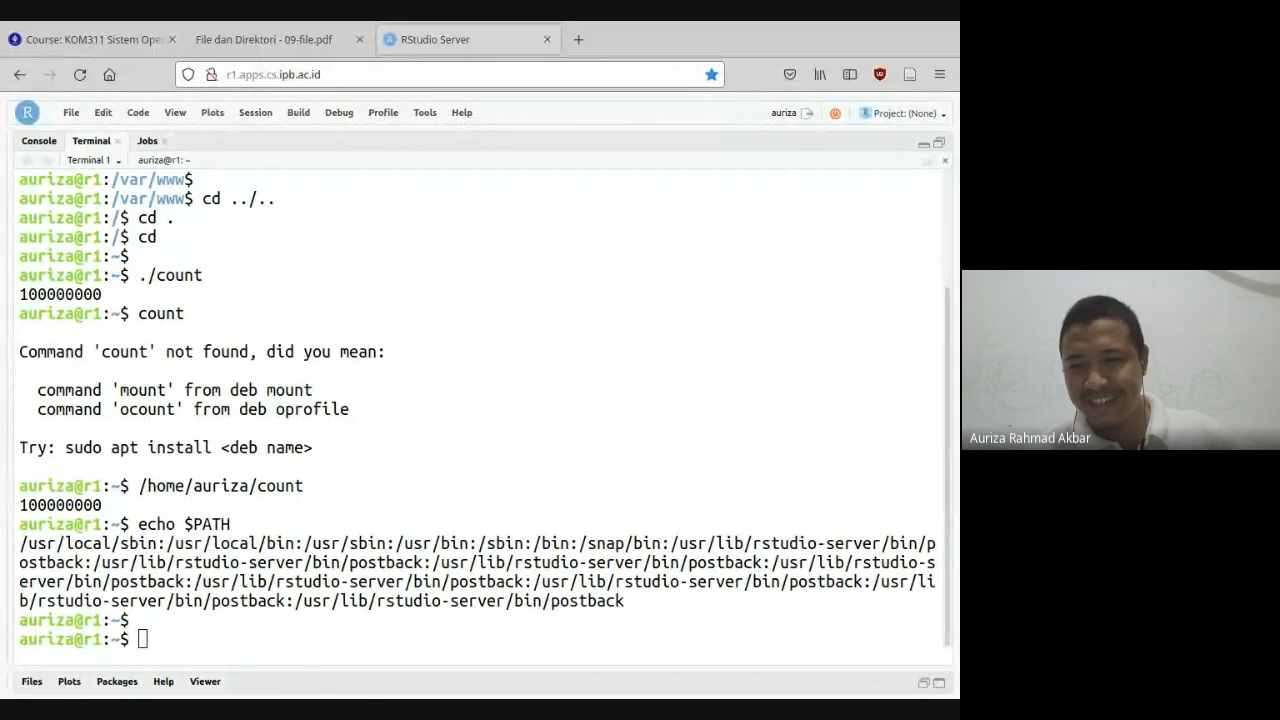 Course: KOM311 Sistem Ope
File dan Direktori - 09-file.pdf
RStudio Server
r1.apps.cs.ipb.ac.id
File Edit Code View Plots Session Build Debug Profile Tools Help
auriza
Project: (None)
Console Terminal Jobs
Terminal 1 auriza@r1: ~
auriza@r1:/var/www$
auriza@r1:/var/www$ cd ../..
auriza@r1:/$ cd .
auriza@r1:/$ cd
auriza@r1:~$
auriza@r1:~$ ./count
100000000
auriza@r1:~$ count
Command 'count' not found, did you mean:
command 'mount' from deb mount
command 'ocount' from deb oprofile
Try: sudo apt install <deb name>
auriza@r1:~$ /home/auriza/count
100000000
auriza@r1:~$ echo $PATH
/usr/local/sbin:/usr/local/bin:/usr/sbin:/usr/bin:/sbin:/bin:/snap/bin:/usr/lib/rstudio-server/bin/p
ostback:/usr/lib/rstudio-server/bin/postback:/usr/lib/rstudio-server/bin/postback:/usr/lib/rstudio-s
erver/bin/postback:/usr/lib/rstudio-server/bin/postback:/usr/lib/rstudio-server/bin/postback:/usr/li
b/rstudio-server/bin/postback:/usr/lib/rstudio-server/bin/postback
auriza@r1:~$
auriza@r1:~$
Files Plots Packages Help Viewer
Auriza Rahmad Akbar